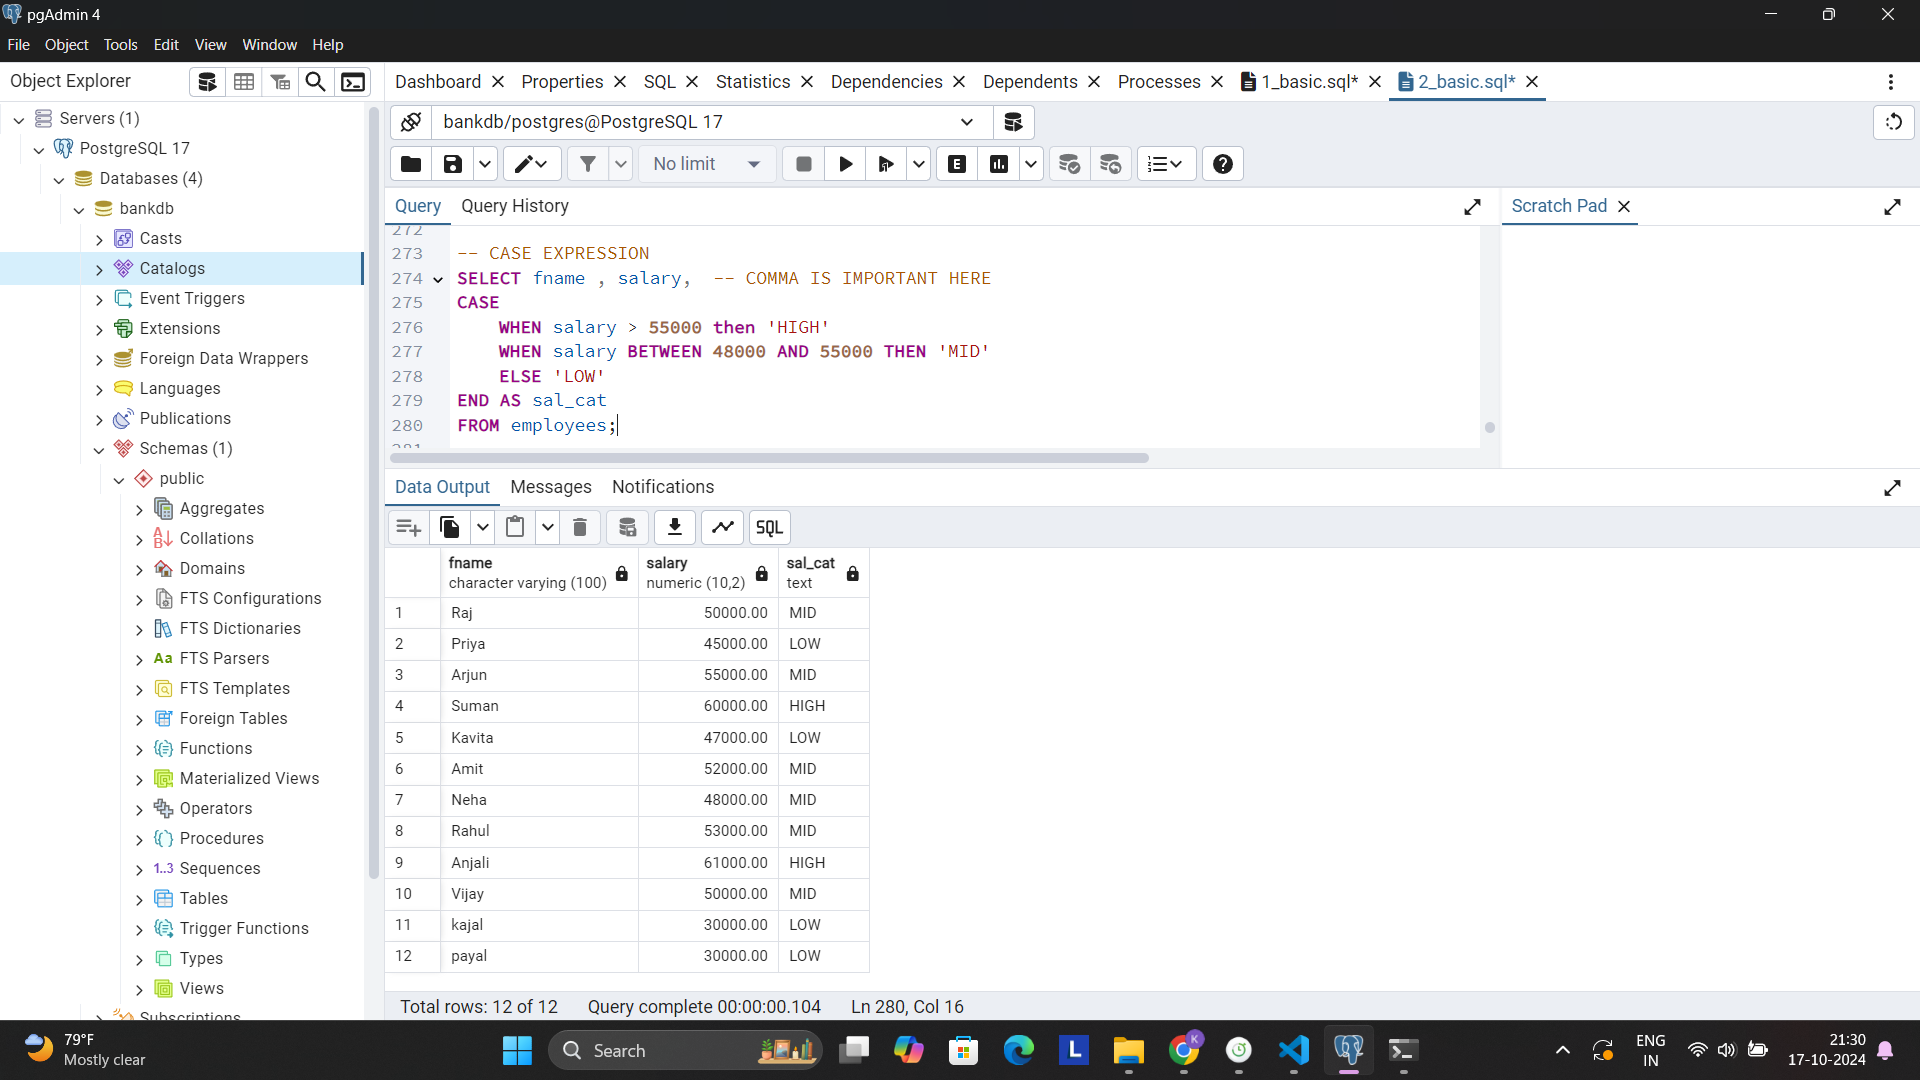 pgAdmin 4
File Object Tools Edit View Window Help
Object Explorer
Dashboard Properties SQL Statistics Dependencies Dependents Processes 1_basic.sql* 2_basic.sql*
Servers (1)
PostgreSQL 17
Databases (4)
bankdb
Casts
Catalogs
Event Triggers
Extensions
Foreign Data Wrappers
Languages
Publications
Schemas (1)
public
Aggregates
Collations
Domains
FTS Configurations
FTS Dictionaries
Aa FTS Parsers
FTS Templates
Foreign Tables
Functions
Materialized Views
Operators
Procedures
1..3 Sequences
Tables
Trigger Functions
Types
Views
Subscriptions
bankdb/postgres@PostgreSQL 17
No limit E
Query Query History
Scratch Pad
272
273 -- CASE EXPRESSION
274 SELECT fname , salary, -- COMMA IS IMPORTANT HERE
275 CASE
276 WHEN salary > 55000 then 'HIGH'
277 WHEN salary BETWEEN 48000 AND 55000 THEN 'MID'
278 ELSE 'LOW'
279 END AS sal_cat
280 FROM employees;
281
Data Output Messages Notifications
SQL
fname salary sal_cat
character varying (100) numeric (10,2) text
1 Raj 50000.00 MID
2 Priya 45000.00 LOW
3 Arjun 55000.00 MID
4 Suman 60000.00 HIGH
5 Kavita 47000.00 LOW
6 Amit 52000.00 MID
7 Neha 48000.00 MID
8 Rahul 53000.00 MID
9 Anjali 61000.00 HIGH
10 Vijay 50000.00 MID
11 kajal 30000.00 LOW
12 payal 30000.00 LOW
Total rows: 12 of 12 Query complete 00:00:00.104 Ln 280, Col 16
79°F
Mostly clear
Search
L
K
ENG
IN
21:30
17-10-2024